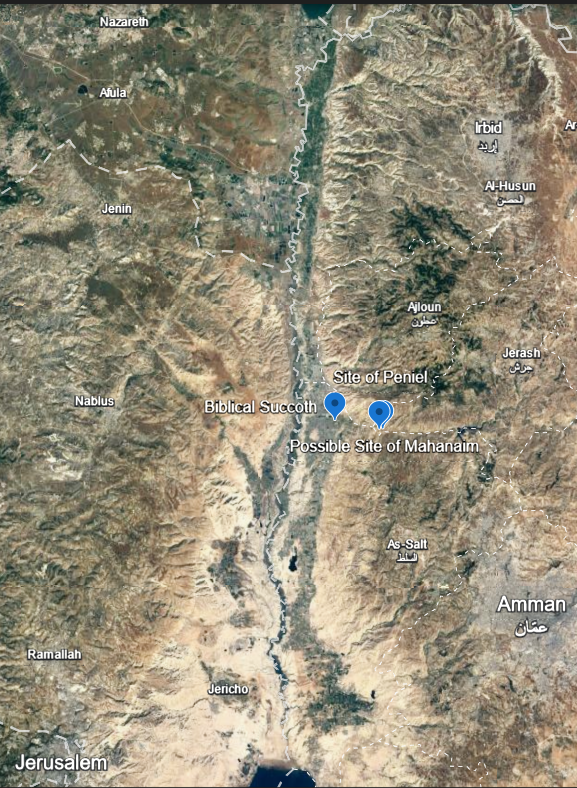 Nazareth
Afula
Irbid
إربد
Ar
Al-Husun
الحصن
Jenin
Ajloun
عجلون
Jerash
جرش
Site of Peniel
Nablus
Biblical Succoth
Possible Site of Mahanaim
As-Salt
السلط
Amman
عمّان
Ramallah
Jericho
Jerusalem